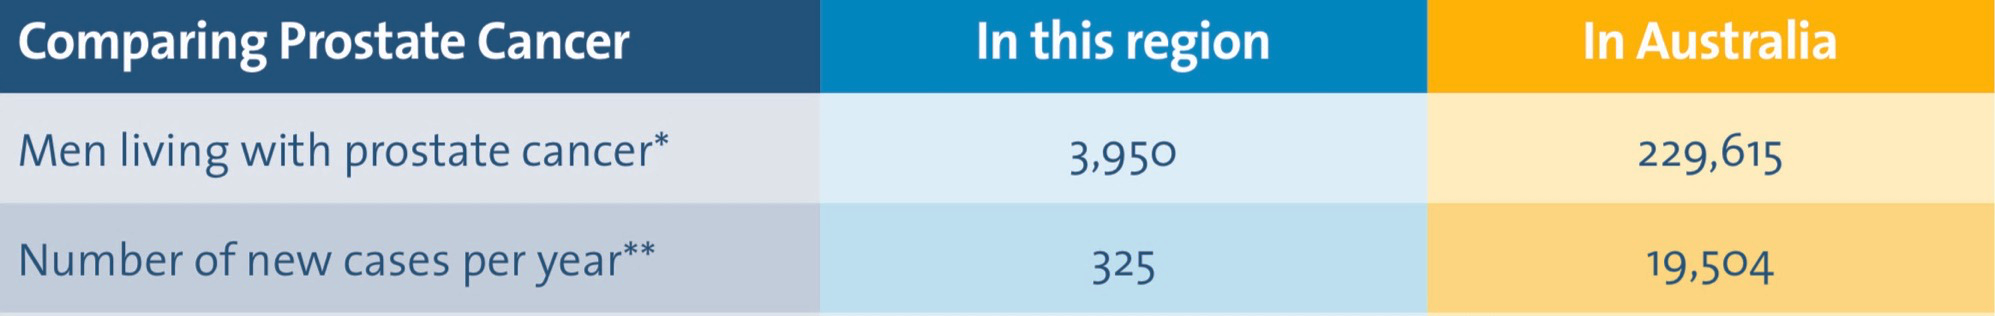 Comparing Prostate Cancer In this region In Australia
Men living with prostate cancer* 3,950 229,615
Number of new cases per year** 325 19,504